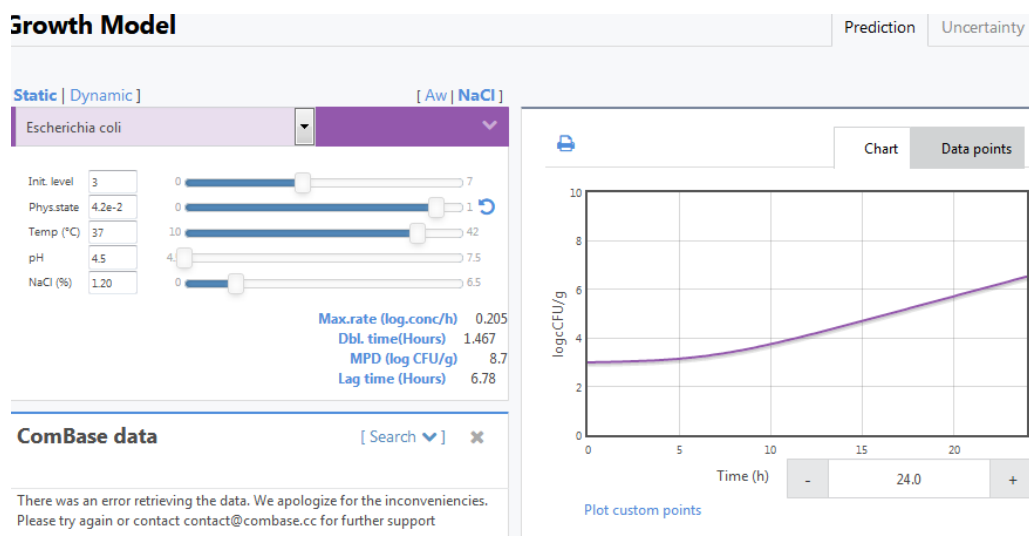 Growth Model
Prediction
Uncertainty
Static | Dynamic ]
[ Aw | NaCl ]
Escherichia coli
Init. level 3 0 7
Phys.state 4.2e-2 0 1
Temp (°C) 37 10 42
pH 4.5 4. 7.5
NaCl (%) 1.20 0 6.5
Max.rate (log.conc/h) 0.205
Dbl. time(Hours) 1.467
MPD (log CFU/g) 8.7
Lag time (Hours) 6.78
ComBase data
[ Search ]
There was an error retrieving the data. We apologize for the inconveniencies.
Please try again or contact contact@combase.cc for further support
Chart
Data points
10
8
6
4
2
0
logcCFU/g
0 5 10 15 20
Time (h) - 24.0 +
Plot custom points